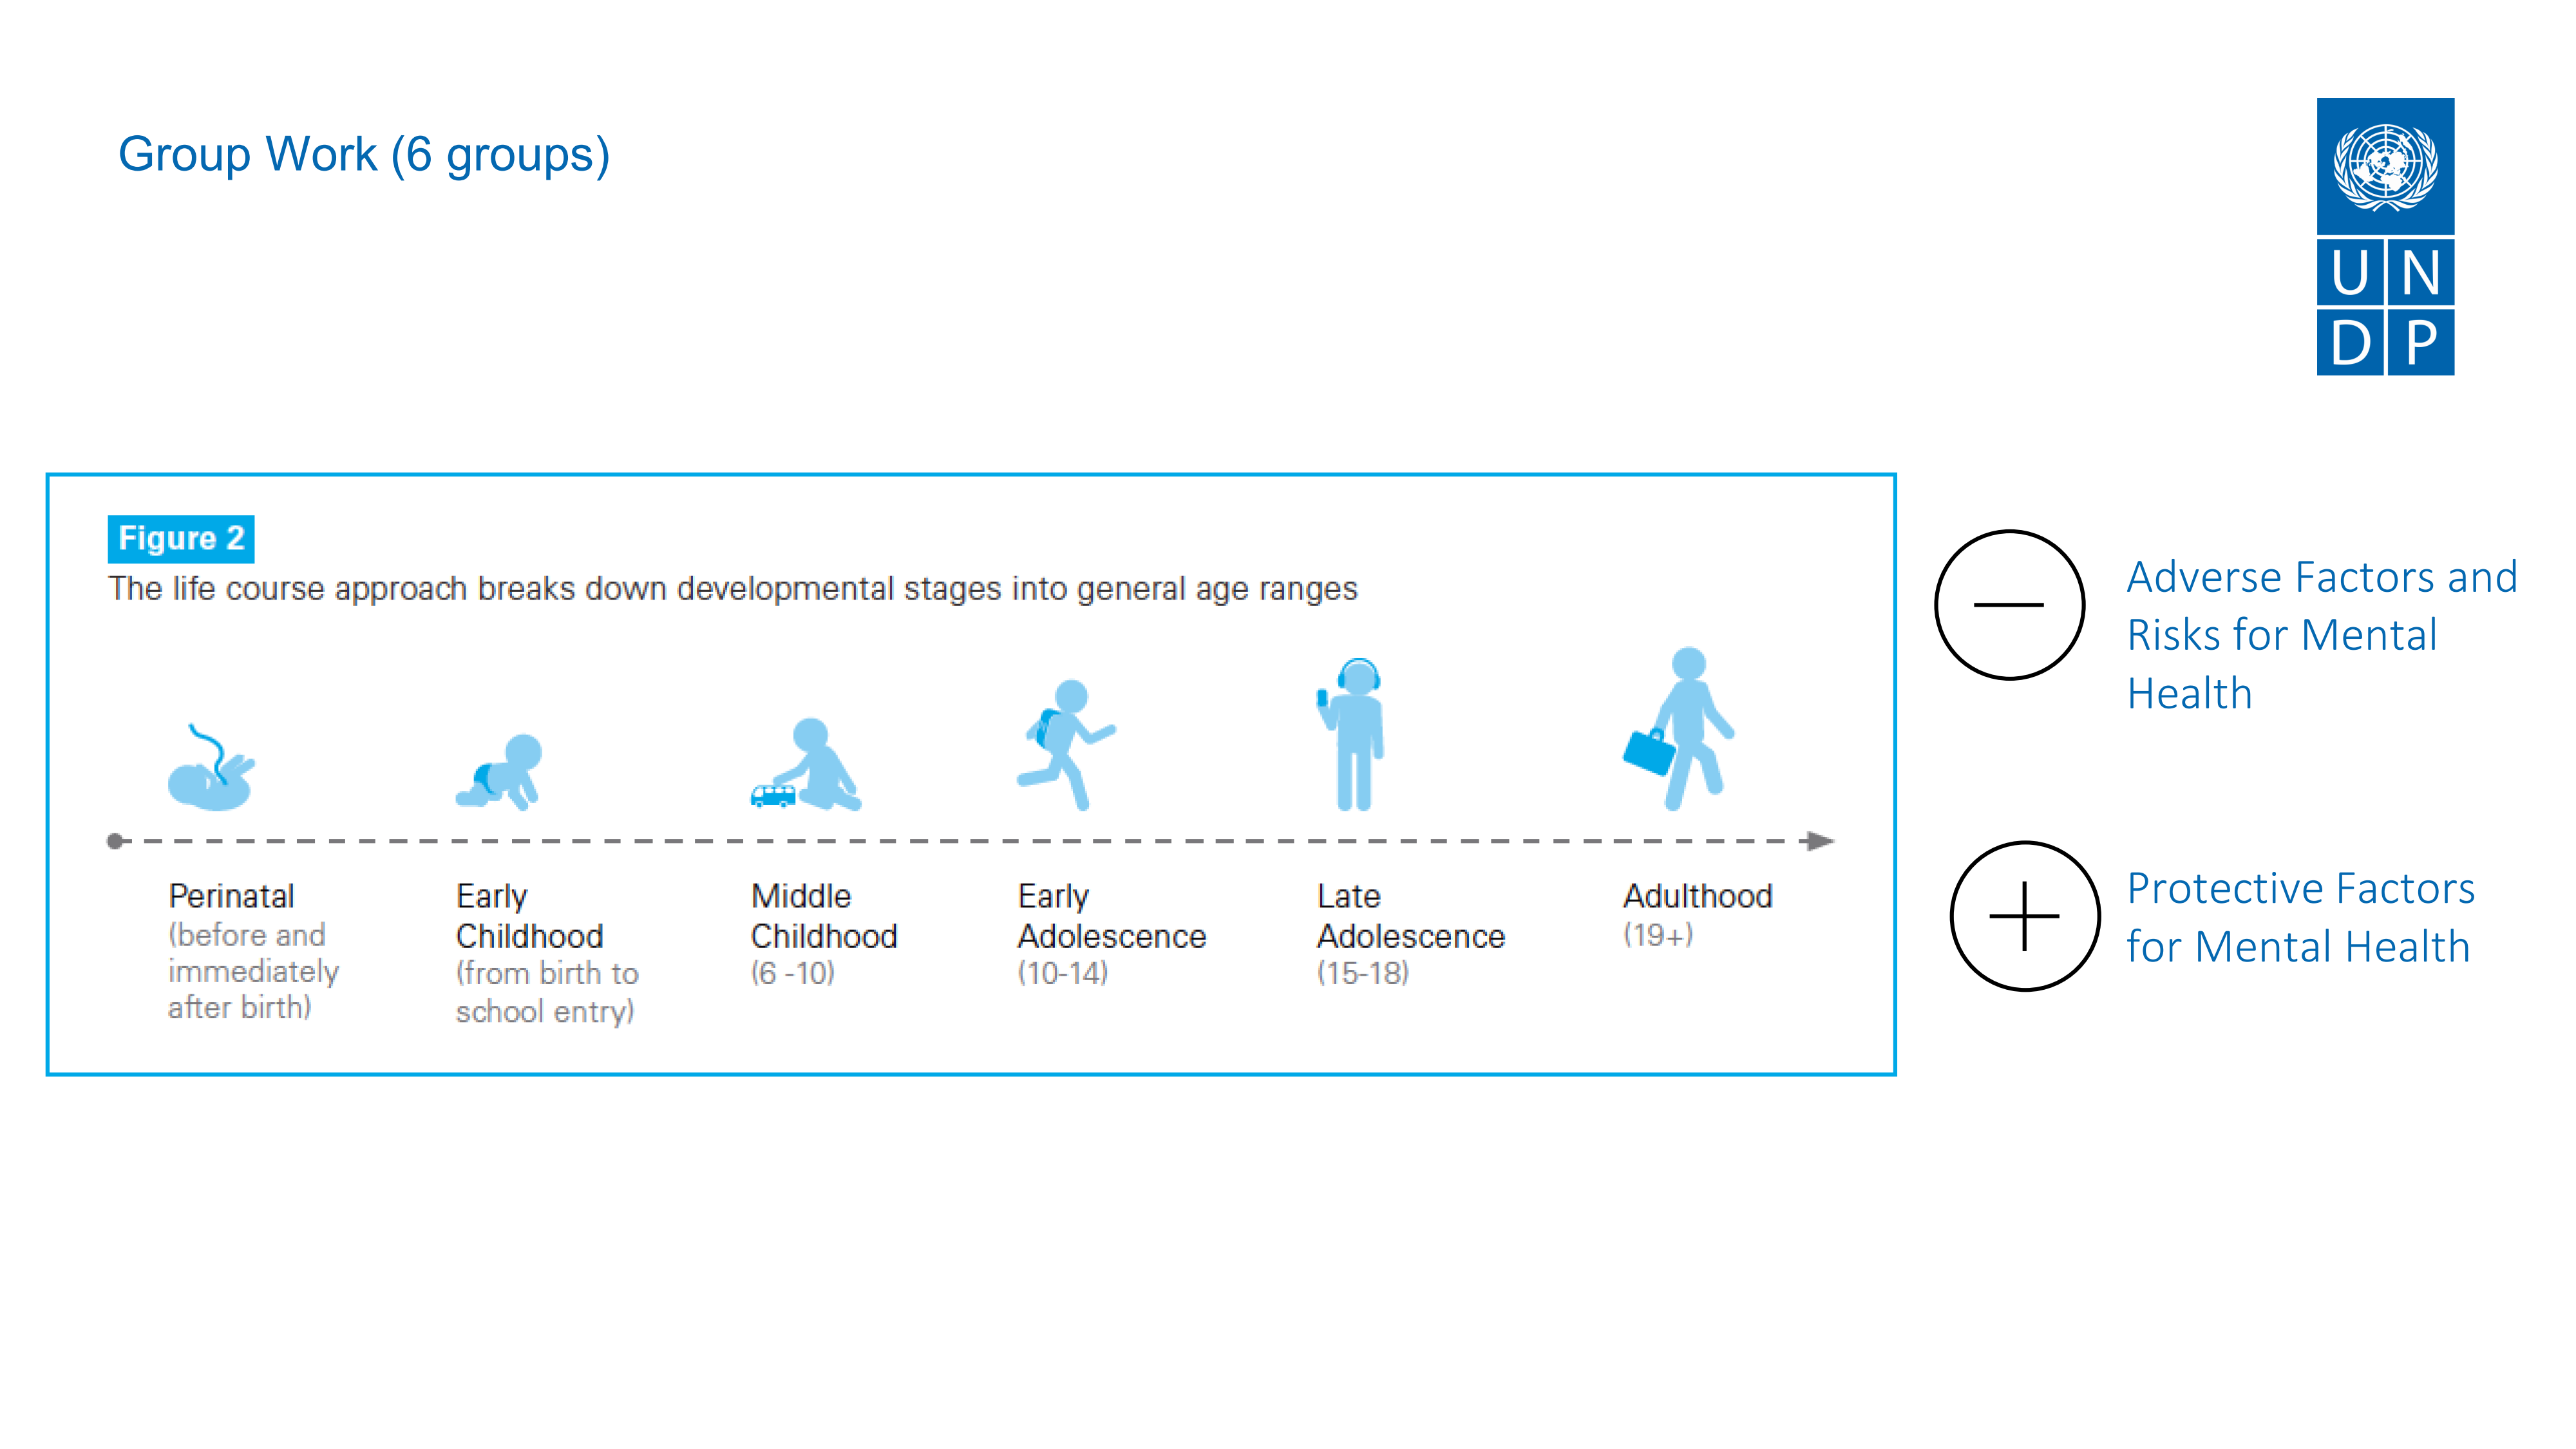 Group Work (6 groups)
U N
D P
Figure 2
The life course approach breaks down developmental stages into general age ranges
Perinatal
(before and
immediately
after birth)
Early
Childhood
(from birth to
school entry)
Middle
Childhood
(6 -10)
Early
Adolescence
(10-14)
Late
Adolescence
(15-18)
Adulthood
(19+)
Adverse Factors and
Risks for Mental
Health
Protective Factors
for Mental Health